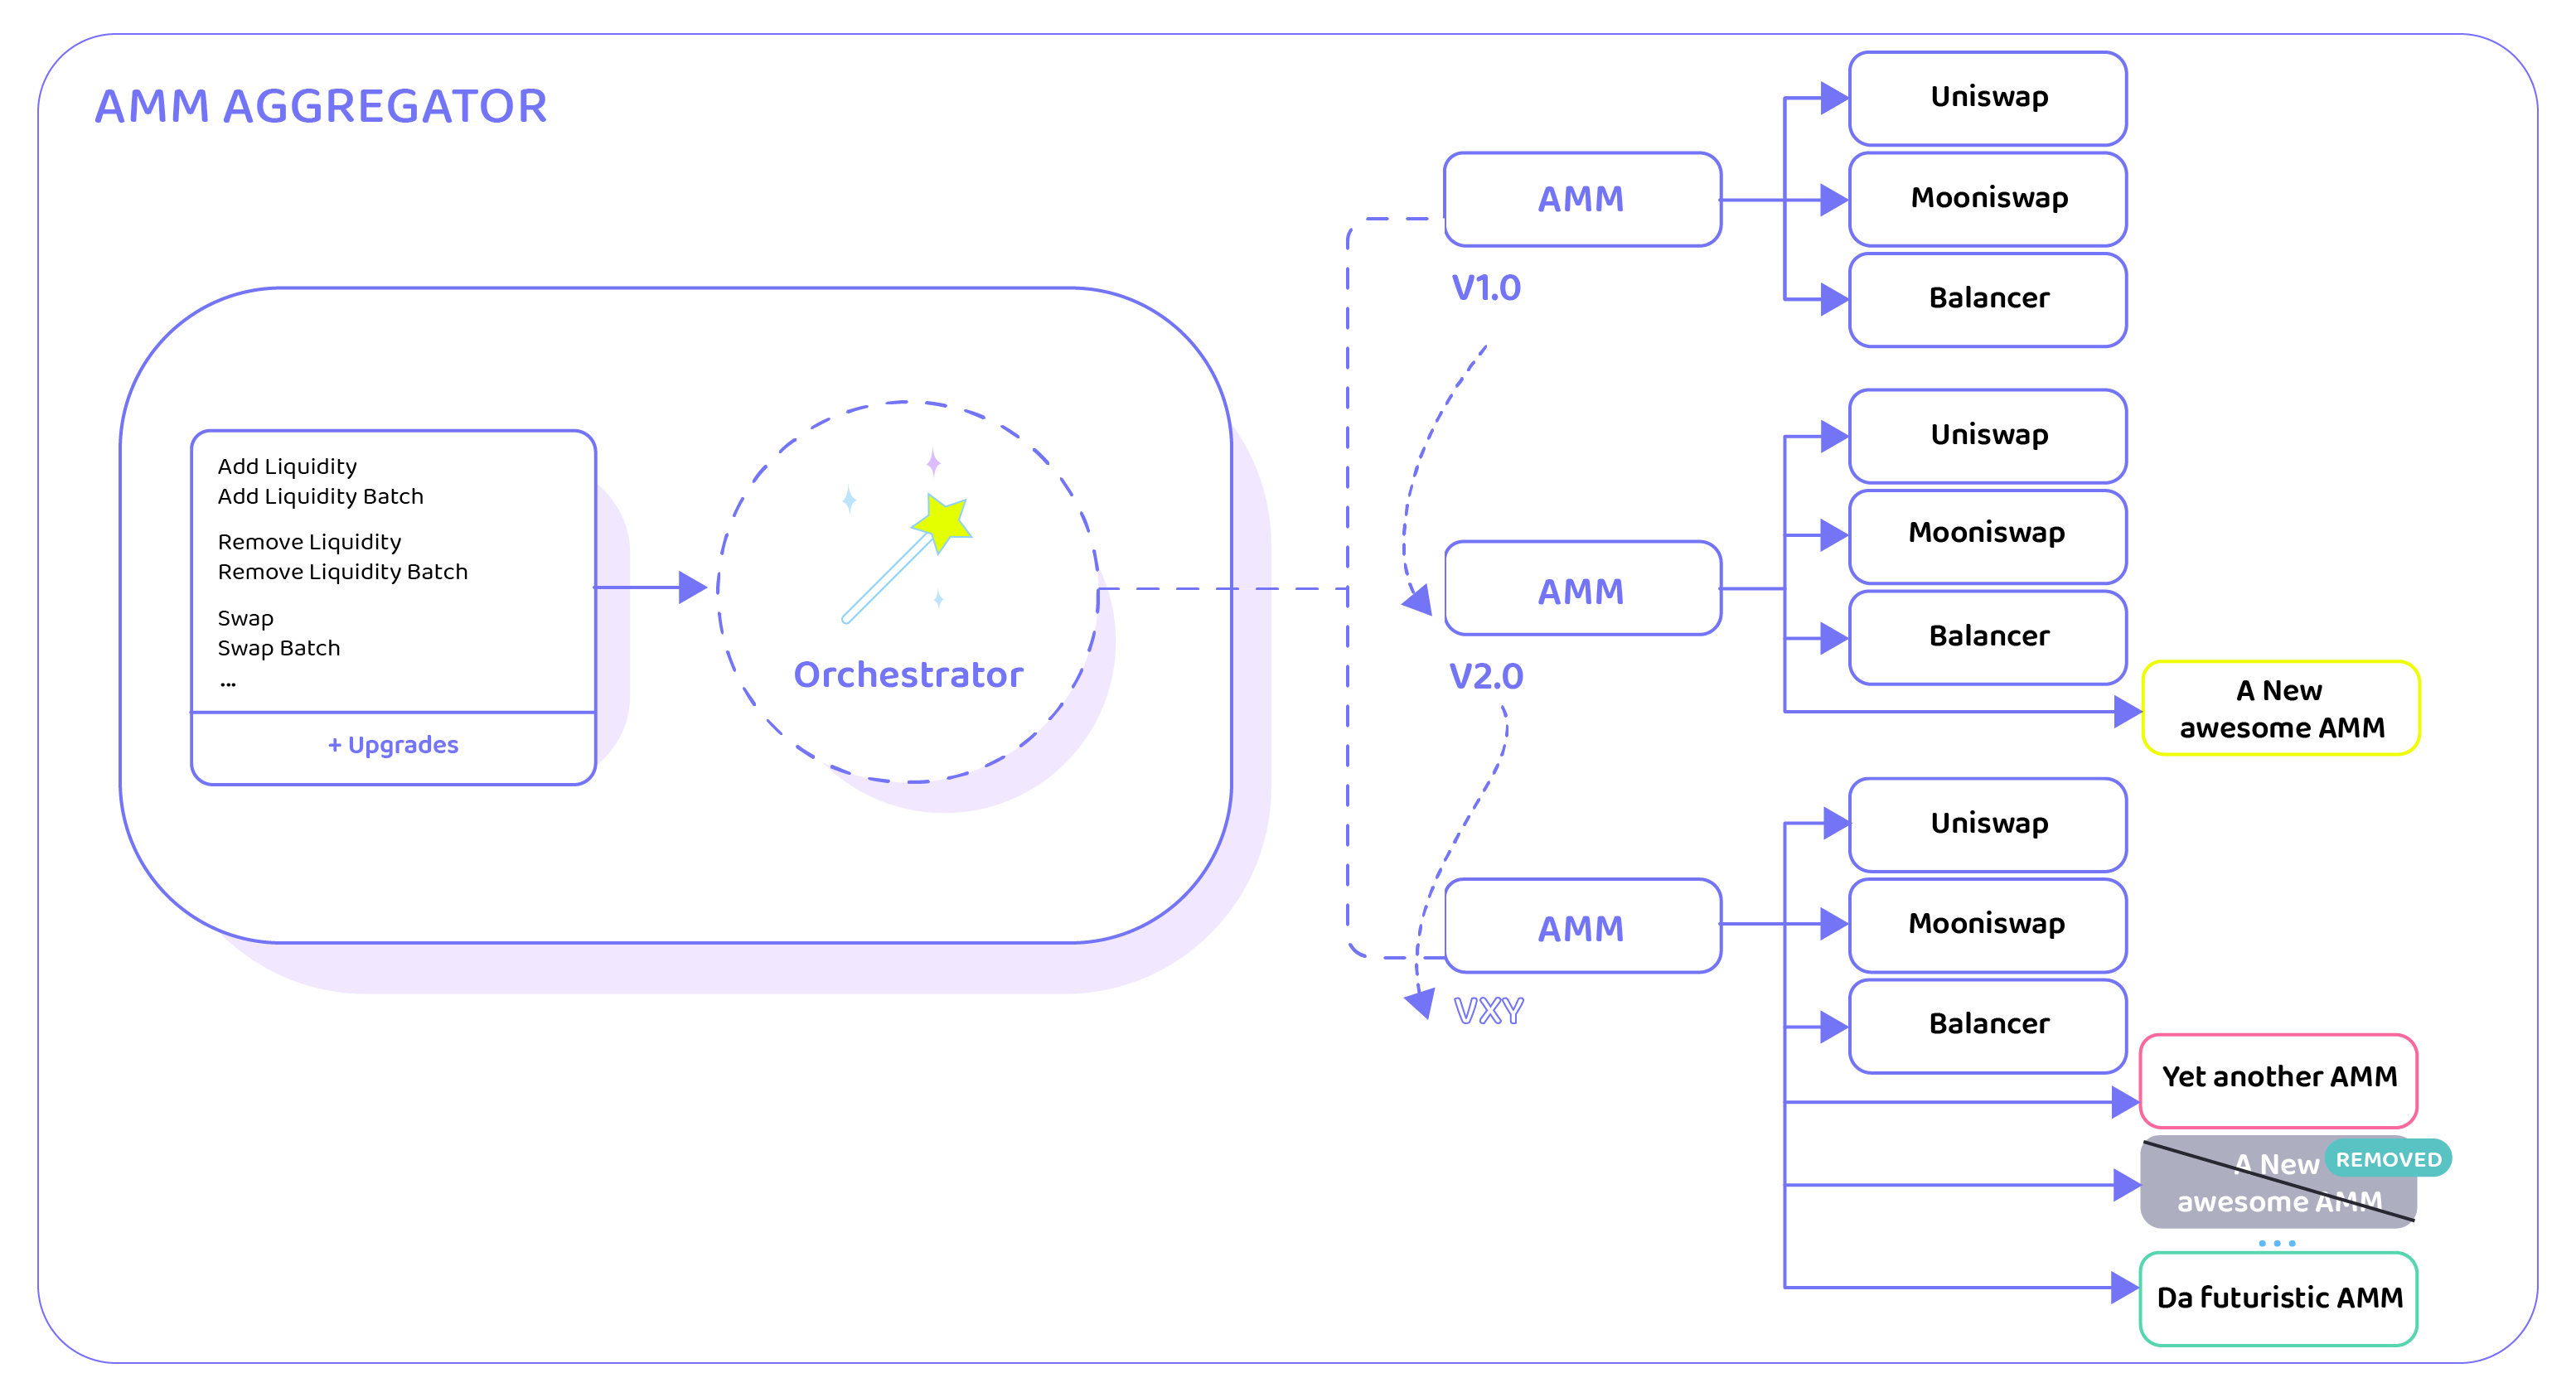 AMM AGGREGATOR
Add Liquidity
Add Liquidity Batch
Remove Liquidity
Remove Liquidity Batch
Swap
Swap Batch
...
+ Upgrades
Orchestrator
AMM
V1.0
Uniswap
Mooniswap
Balancer
AMM
V2.0
Uniswap
Mooniswap
Balancer
A New
awesome AMM
AMM
VXY
Uniswap
Mooniswap
Balancer
Yet another AMM
A New
REMOVED
awesome AMM
...
Da futuristic AMM